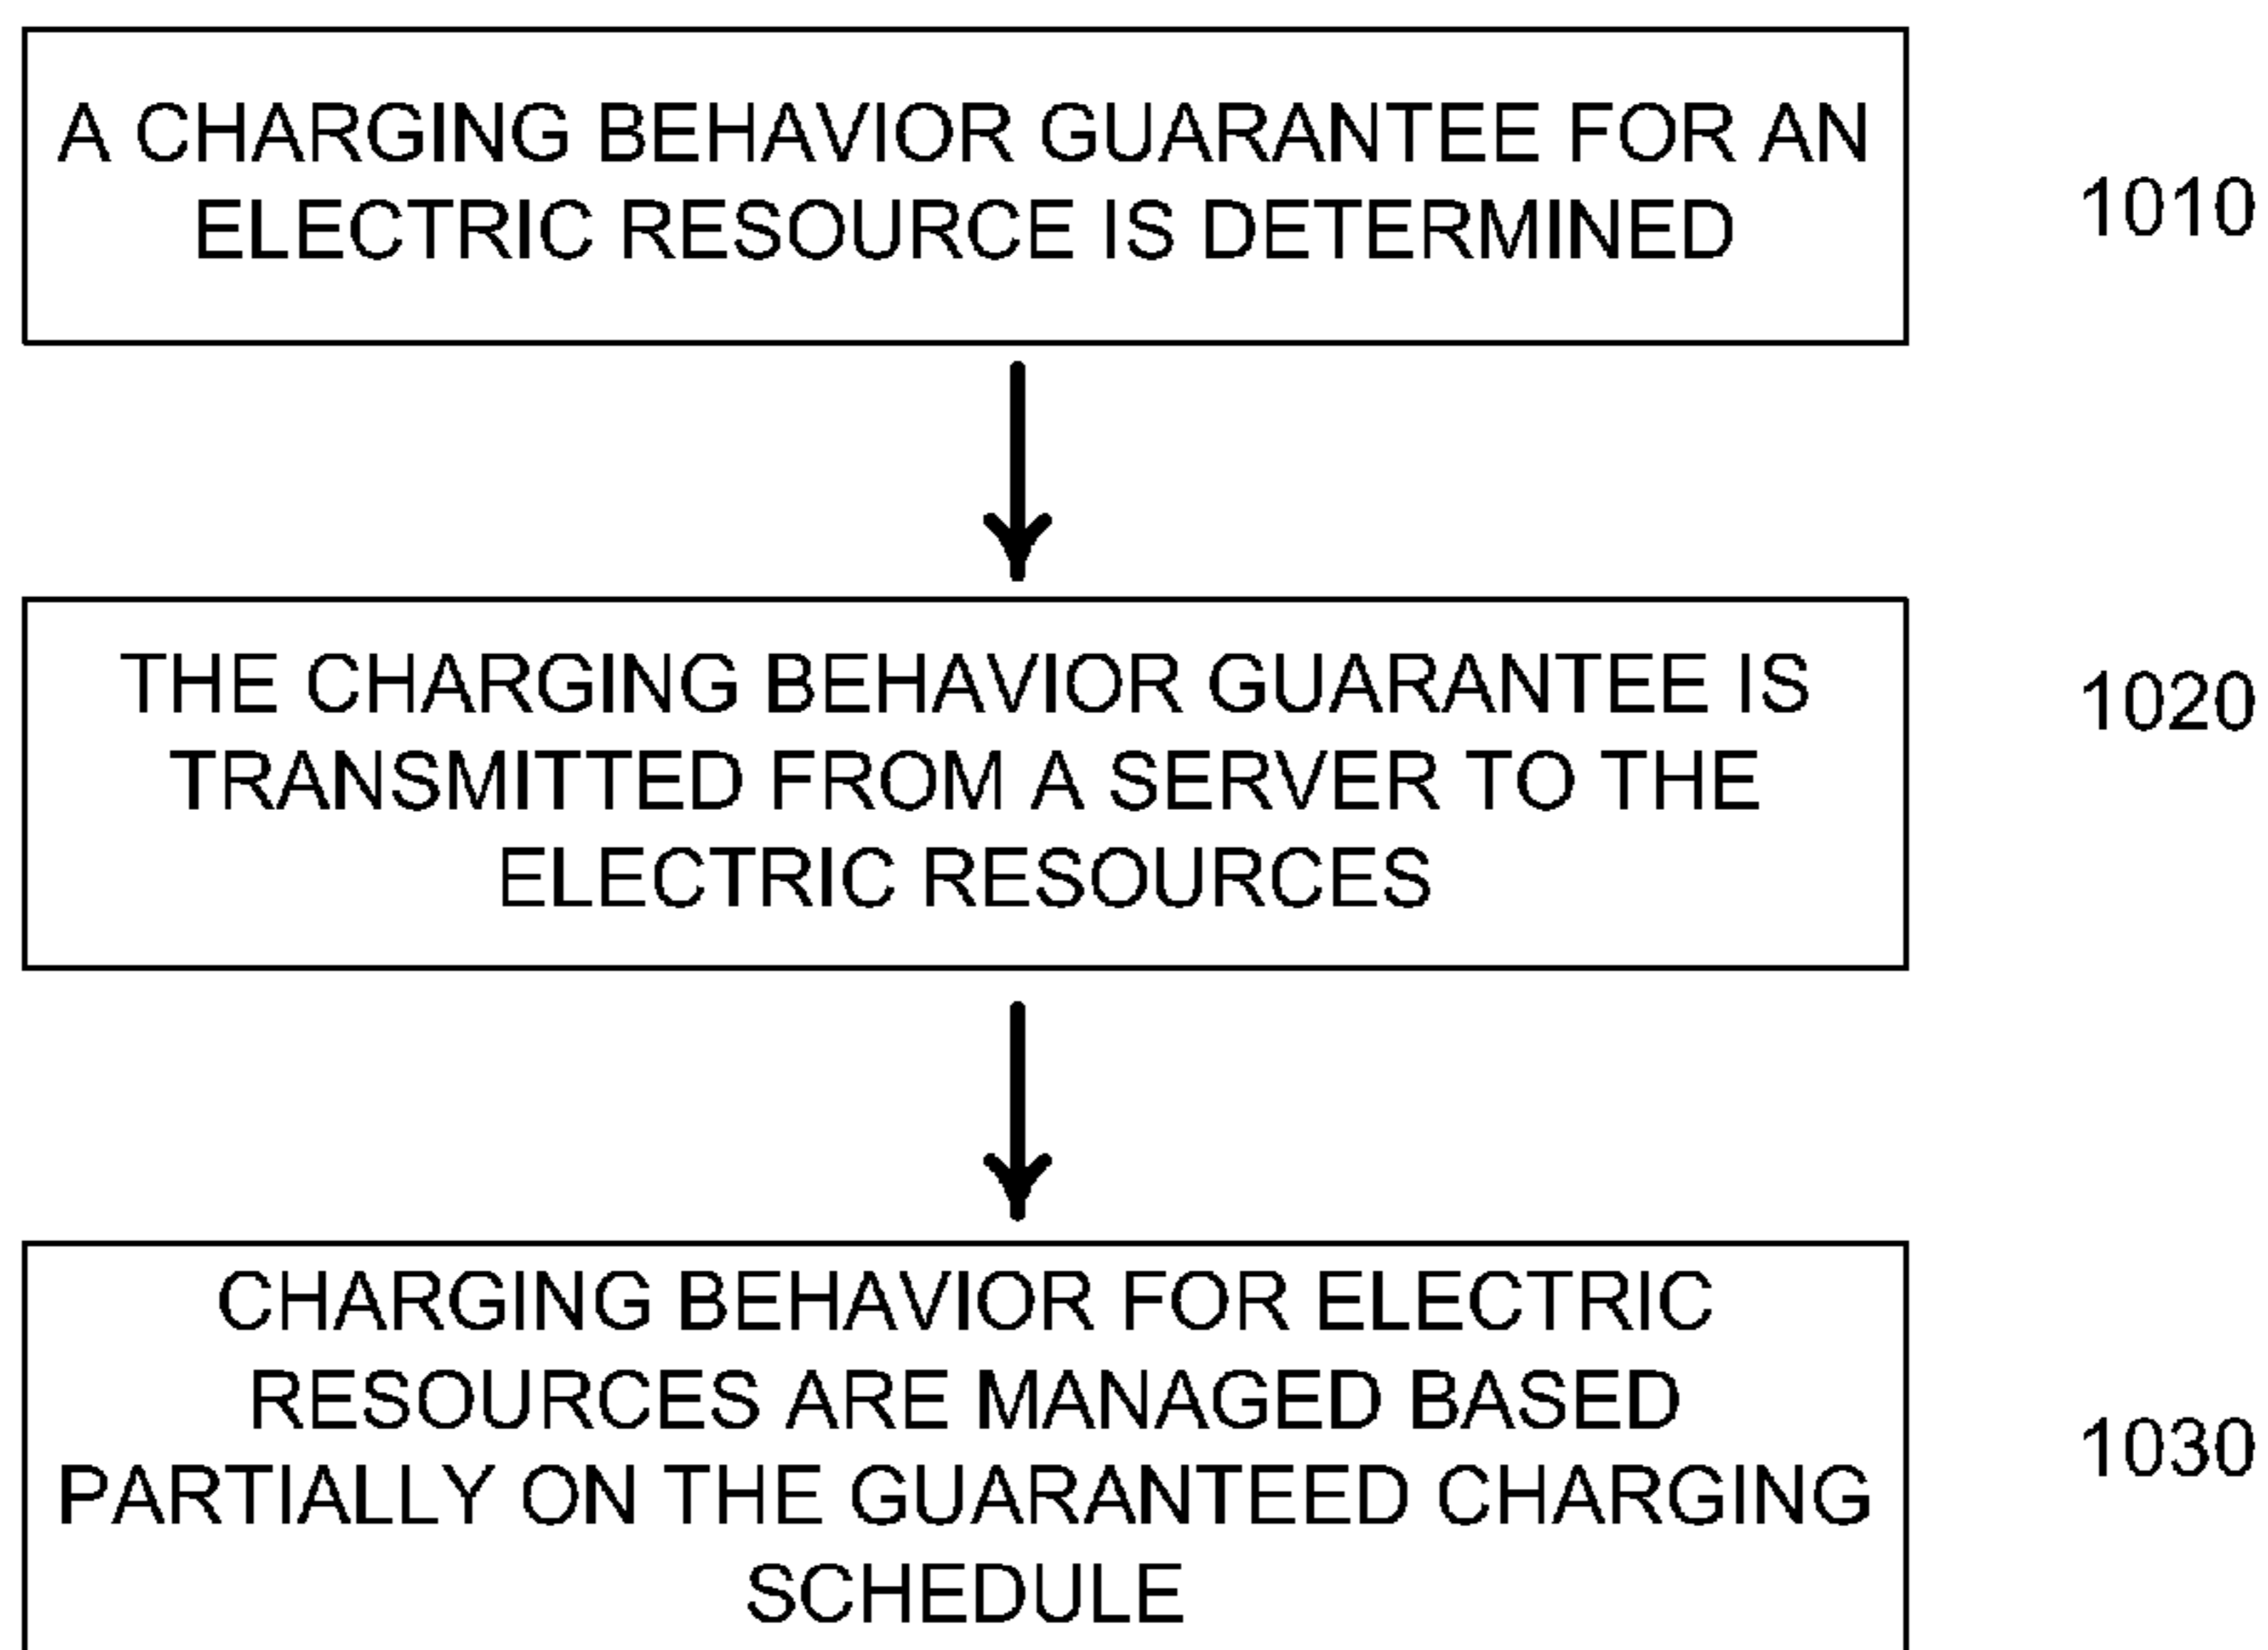 A CHARGING BEHAVIOR GUARANTEE FOR AN
ELECTRIC RESOURCE IS DETERMINED
1010
THE CHARGING BEHAVIOR GUARANTEE IS
TRANSMITTED FROM A SERVER TO THE
ELECTRIC RESOURCES
1020
CHARGING BEHAVIOR FOR ELECTRIC
RESOURCES ARE MANAGED BASED
PARTIALLY ON THE GUARANTEED CHARGING
SCHEDULE
1030